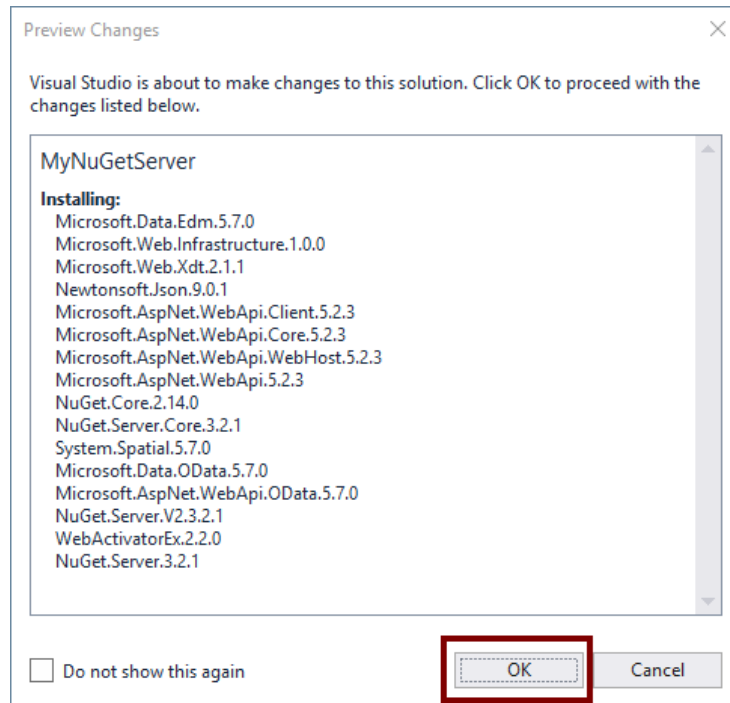 Preview Changes
Visual Studio is about to make changes to this solution. Click OK to proceed with the
changes listed below.
MyNuGetServer
Installing:
Microsoft.Data.Edm.5.7.0
Microsoft.Web.Infrastructure.1.0.0
Microsoft.Web.Xdt.2.1.1
Newtonsoft.Json.9.0.1
Microsoft.AspNet.WebApi.Client.5.2.3
Microsoft.AspNet.WebApi.Core.5.2.3
Microsoft.AspNet.WebApi.WebHost.5.2.3
Microsoft.AspNet.WebApi.5.2.3
NuGet.Core.2.14.0
NuGet.Server.Core.3.2.1
System.Spatial.5.7.0
Microsoft.Data.OData.5.7.0
Microsoft.AspNet.WebApi.OData.5.7.0
NuGet.Server.V2.3.2.1
WebActivatorEx.2.2.0
NuGet.Server.3.2.1
Do not show this again
OK
Cancel